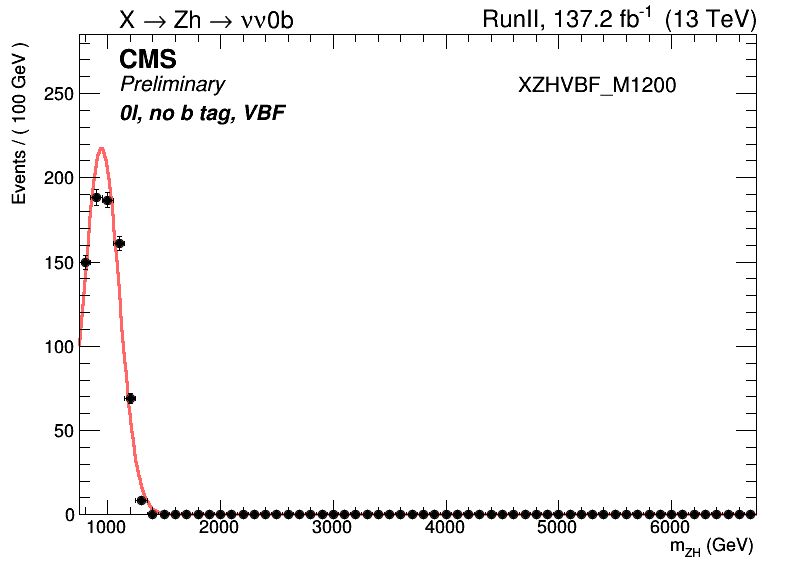 X → Zh → νν0b
RunII, 137.2 fb⁻¹ (13 TeV)
CMS
Preliminary
0l, no b tag, VBF
XZHVBF_M1200
Events / ( 100 GeV )
250
200
150
100
50
0
1000 2000 3000 4000 5000 6000
m_ZH (GeV)